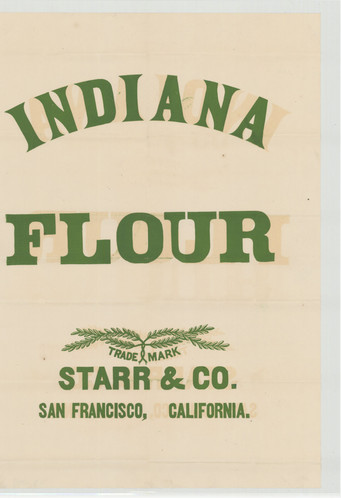 INDIANA
FLOUR
TRADE MARK
STARR & CO.
SAN FRANCISCO, CALIFORNIA.